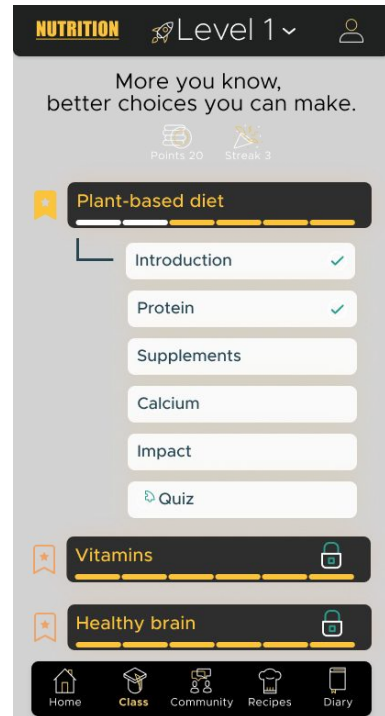 NUTRITION
Level 1
More you know,
better choices you can make.
Points 20 Streak 3
Plant-based diet
Introduction
Protein
Supplements
Calcium
Impact
Quiz
Vitamins
Healthy brain
Home Class Community Recipes Diary